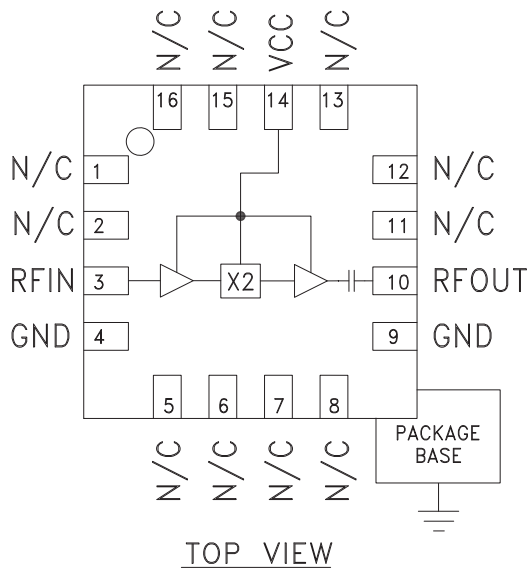 N/C N/C VCC N/C
16 15 14 13
N/C 1 12 N/C
N/C 2 11 N/C
RFIN 3 X2 10 RFOUT
GND 4 9 GND
5 6 7 8
N/C N/C N/C N/C
PACKAGE
BASE
TOP VIEW